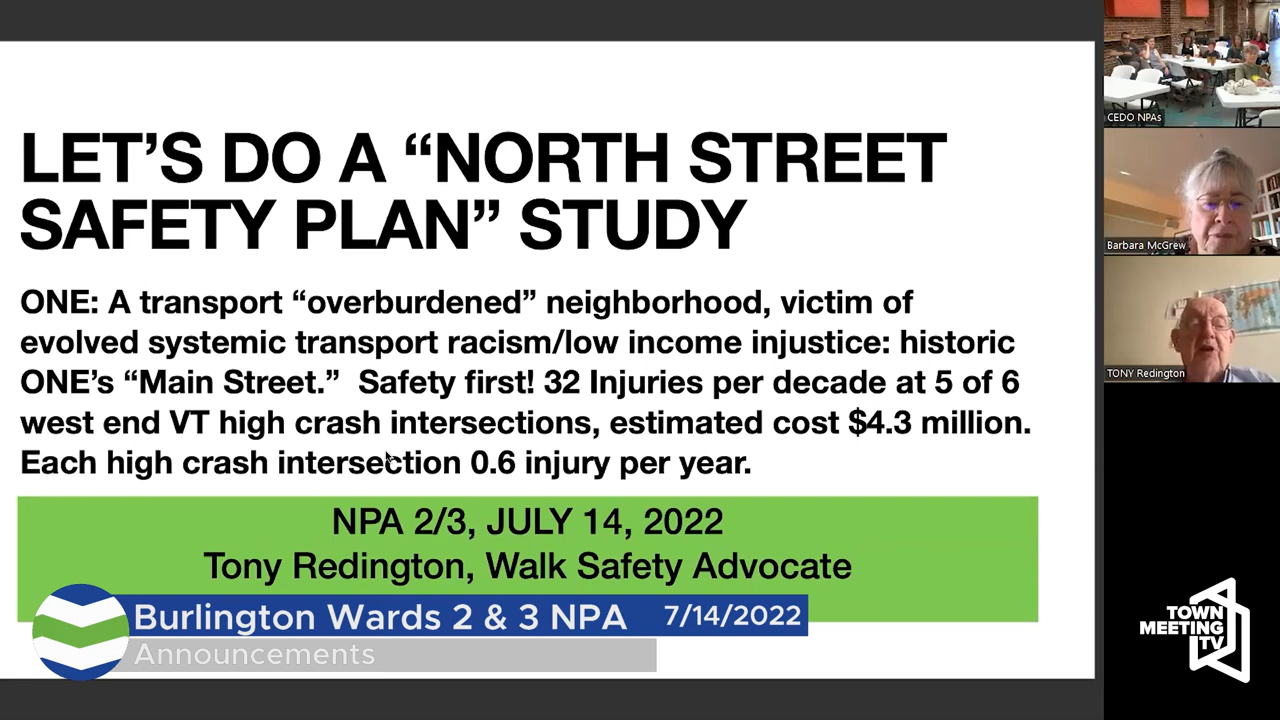 LET’S DO A “NORTH STREET
SAFETY PLAN” STUDY
ONE: A transport “overburdened” neighborhood, victim of
evolved systemic transport racism/low income injustice: historic
ONE’s “Main Street.”  Safety first! 32 Injuries per decade at 5 of 6
west end VT high crash intersections, estimated cost $4.3 million.
Each high crash intersection 0.6 injury per year.
NPA 2/3, JULY 14, 2022
Tony Redington, Walk Safety Advocate
Burlington Wards 2 & 3 NPA 7/14/2022
Announcements
CEDO NPAs
Barbara McGrew
TONY Redington
TOWN
MEETING
TV